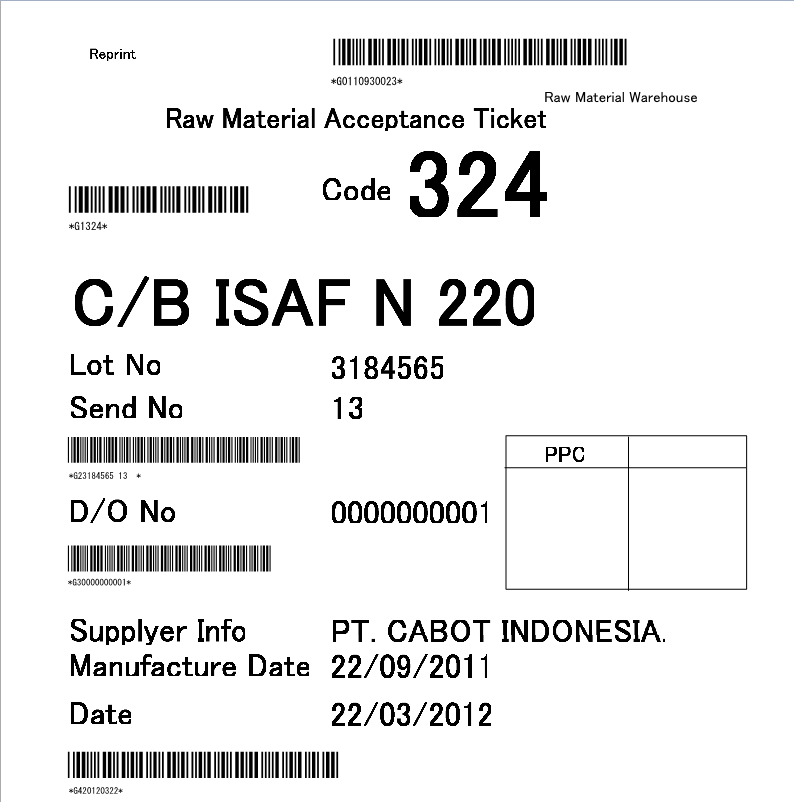 Reprint
*G0110930023*
Raw Material Warehouse
Raw Material Acceptance Ticket
Code 324
*G1324*
C/B ISAF N 220
Lot No 3184565
Send No 13
*G23184565 13 *
PPC
D/O No 0000000001
*G30000000001*
Supplyer Info PT. CABOT INDONESIA.
Manufacture Date 22/09/2011
Date 22/03/2012
*G420120322*